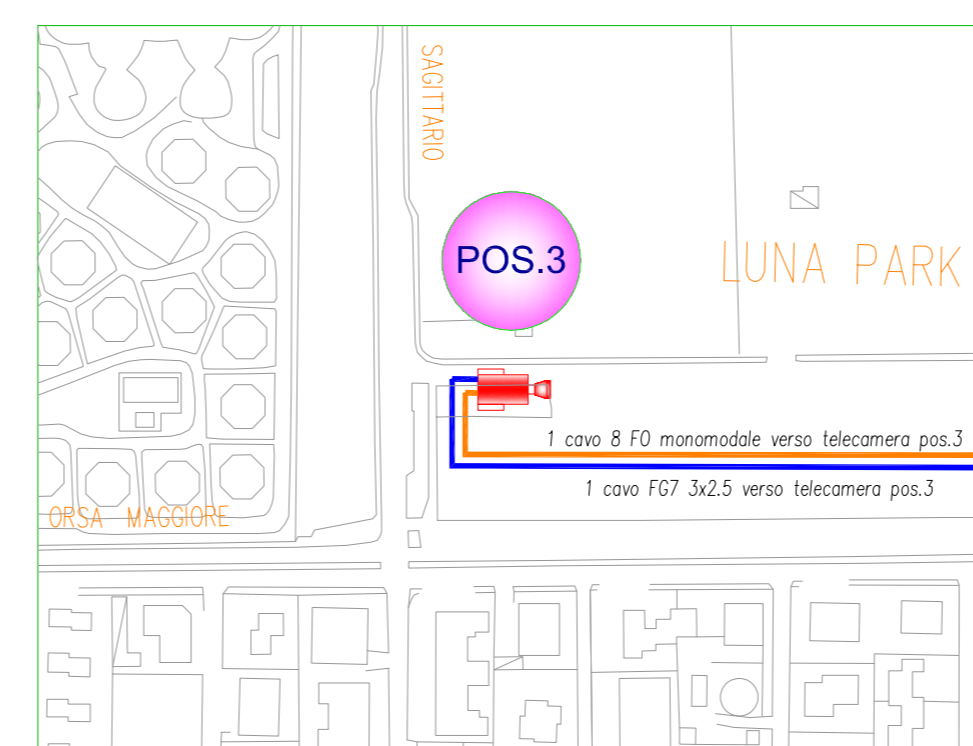 SAGITTARIO
POS.3
LUNA PARK
1 cavo 8 FO monomodale verso telecamera pos.3
1 cavo FG7 3x2.5 verso telecamera pos.3
ORSA MAGGIORE